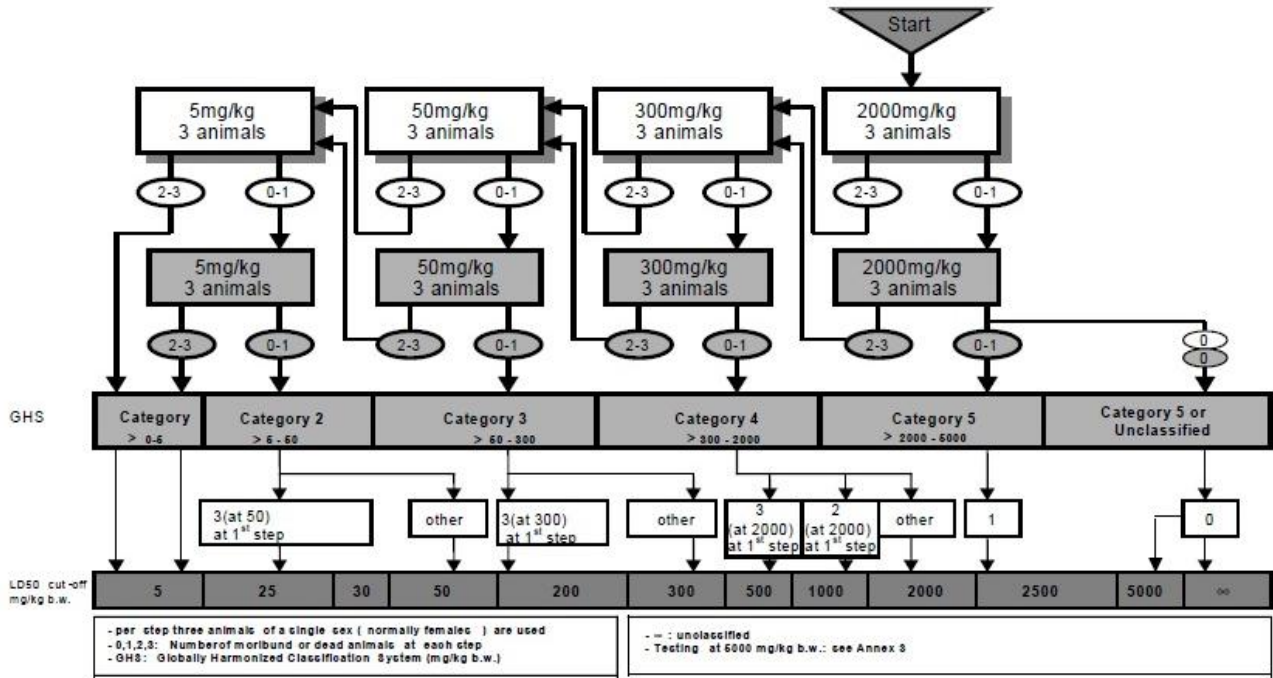 Start
5mg/kg
3 animals
50mg/kg
3 animals
300mg/kg
3 animals
2000mg/kg
3 animals
2-3
0-1
2-3
0-1
2-3
0-1
2-3
0-1
5mg/kg
3 animals
50mg/kg
3 animals
300mg/kg
3 animals
2000mg/kg
3 animals
2-3
0-1
2-3
0-1
2-3
0-1
2-3
0-1
0
0
GHS
Category
> 0-5
Category 2
> 5 - 50
Category 3
> 50 - 300
Category 4
> 300 - 2000
Category 5
> 2000 - 5000
Category 5 or
Unclassified
3(at 50)
at 1st step
other
3(at 300)
at 1st step
other
3
(at 2000)
at 1st step
2
(at 2000)
at 1st step
other
1
0
LD50 cut-off
mg/kg b.w.
5
25
30
50
200
300
500
1000
2000
2500
5000
∞
- per step three animals of a single sex ( normally females ) are used
- 0,1,2,3: Numberof moribund or dead animals at each step
- GHS: Globally Harmonized Classification System (mg/kg b.w.)
- ∞ : unclassified
- Testing at 5000 mg/kg b.w.: see Annex 3